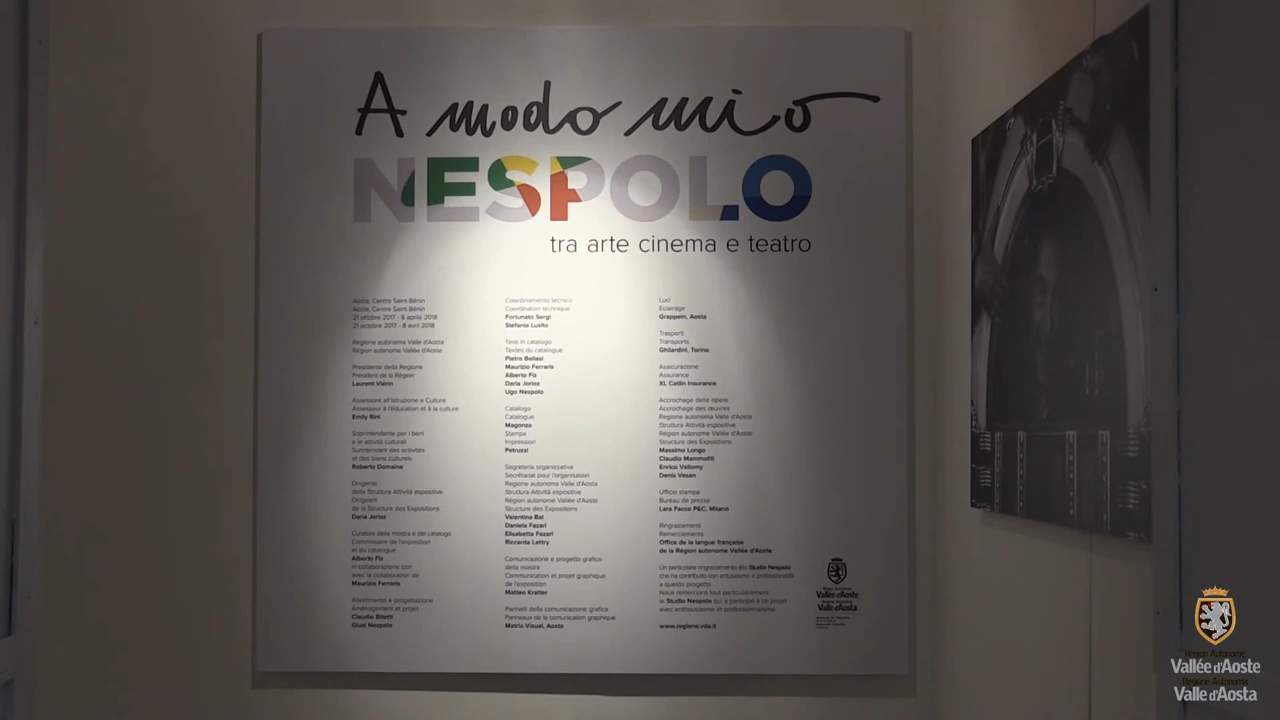 A modo mio
NESPOLO
tra arte cinema e teatro
Aosta, Centro Saint-Bénin
Aoste, Centre Saint-Bénin
21 ottobre 2017 - 8 aprile 2018
21 octobre 2017 - 8 avril 2018
Regione autonoma Valle d'Aosta
Région autonome Vallée d'Aoste
Presidente della Regione
Président de la Région
Laurent Viérin
Assessore all'Istruzione e Cultura
Assesseur à l'éducation et à la culture
Emily Rini
Soprintendente per i beni
e le attività culturali
Surintendant des activités
et des biens culturels
Roberto Domaine
Dirigente
della Struttura Attività espositive
Dirigeant
de la Structure des Expositions
Daria Jorioz
Curatore della mostra e del catalogo
Commissaire de l'exposition
et du catalogue
Alberto Fiz
in collaborazione con
avec la collaboration de
Maurizio Ferraris
Allestimento e progettazione
Aménagement et projet
Claudio Bitetti
Giusi Nespolo
Coordinamento tecnico
Coordination technique
Fortunato Sergi
Stefania Lusito
Testi in catalogo
Textes du catalogue
Pietro Bellasi
Maurizio Ferraris
Alberto Fiz
Daria Jorioz
Ugo Nespolo
Catalogo
Catalogue
Magonza
Stampa
Impression
Petruzzi
Segreteria organizzativa
Secrétariat pour l'organisation
Regione autonoma Valle d'Aosta
Struttura Attività espositive
Région autonome Vallée d'Aoste
Structure des Expositions
Valentina Bal
Daniela Fazari
Elisabetta Fazari
Riccarda Lettry
Comunicazione e progetto grafico
della mostra
Communication et projet graphique
de l'exposition
Matteo Kratter
Pannelli della comunicazione grafica
Panneaux de la comunication graphique
Matrix Visual, Aosta
Luci
Eclairage
Grappein, Aosta
Trasporti
Transports
Ghilardini, Torino
Assicurazione
Assurance
XL Catlin Insurance
Accrochage delle opere
Accrochage des œuvres
Regione autonoma Valle d'Aosta
Struttura Attività espositive
Région autonome Vallée d'Aoste
Structure des Expositions
Massimo Longo
Claudio Mammoliti
Enrico Vallomy
Denis Vesan
Ufficio stampa
Bureau de presse
Lara Facco P&C, Milano
Ringraziamenti
Remerciements
Office de la langue française
de la Région autonome Vallée d'Aosta
Un particolare ringraziamento allo Studio Nespolo
che ha contribuito con entusiasmo e professionalità
a questo progetto
Nous remercions tout particulièrement
le Studio Nespolo qui a participé à ce projet
avec enthousiasme et professionnalisme
www.regione.vda.it
Région Autonome
Vallée d'Aoste
Regione Autonoma
Valle d'Aosta
Région Autonome
Vallée d'Aoste
Regione Autonoma
Valle d'Aosta